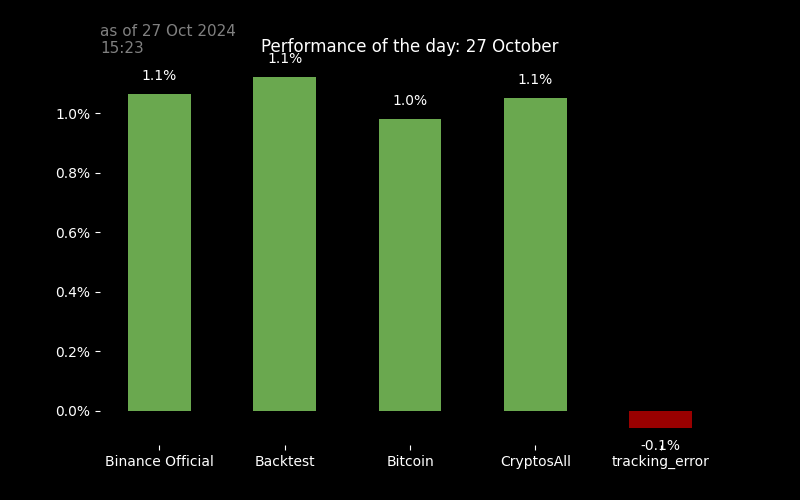 as of 27 Oct 2024
15:23
Performance of the day: 27 October
1.1%
1.1%
1.0%
1.1%
-0.1%
1.0%
0.8%
0.6%
0.4%
0.2%
0.0%
Binance Official
Backtest
Bitcoin
CryptosAll
tracking_error